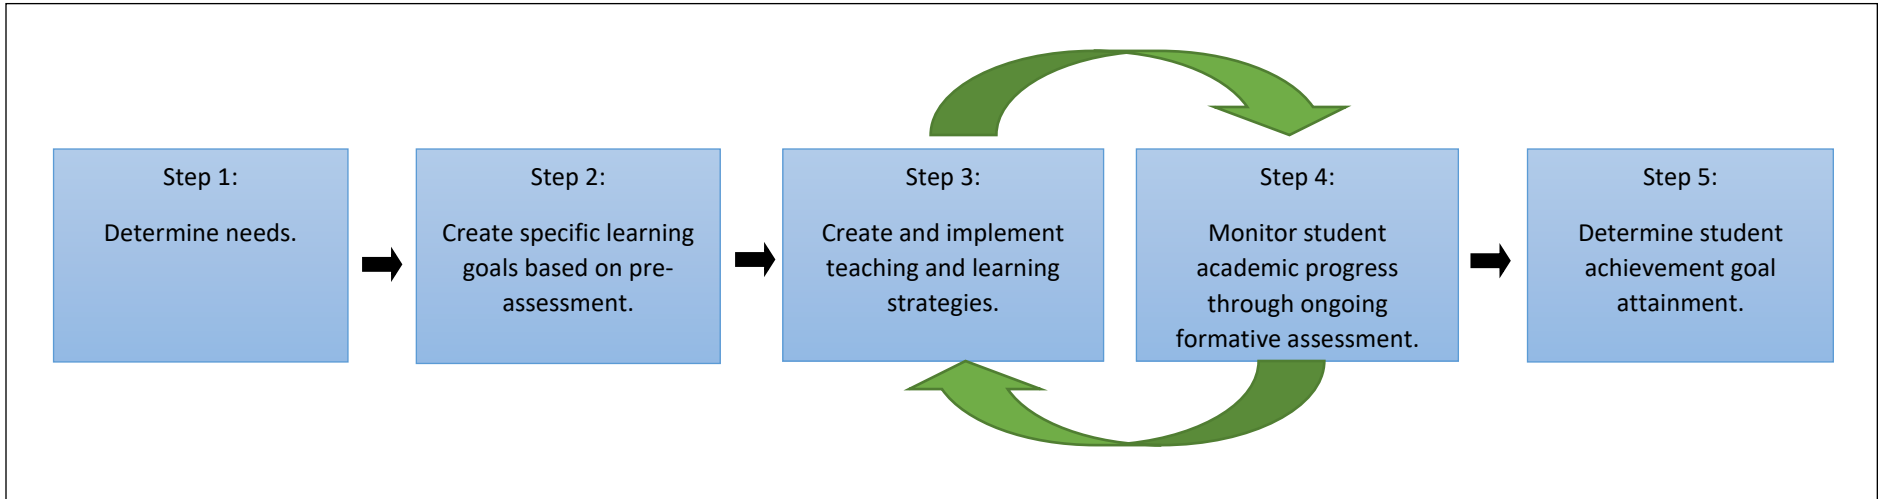 Step 1:
Determine needs.
Step 2:
Create specific learning
goals based on pre-
assessment.
Step 3:
Create and implement
teaching and learning
strategies.
Step 4:
Monitor student
academic progress
through ongoing
formative assessment.
Step 5:
Determine student
achievement goal
attainment.